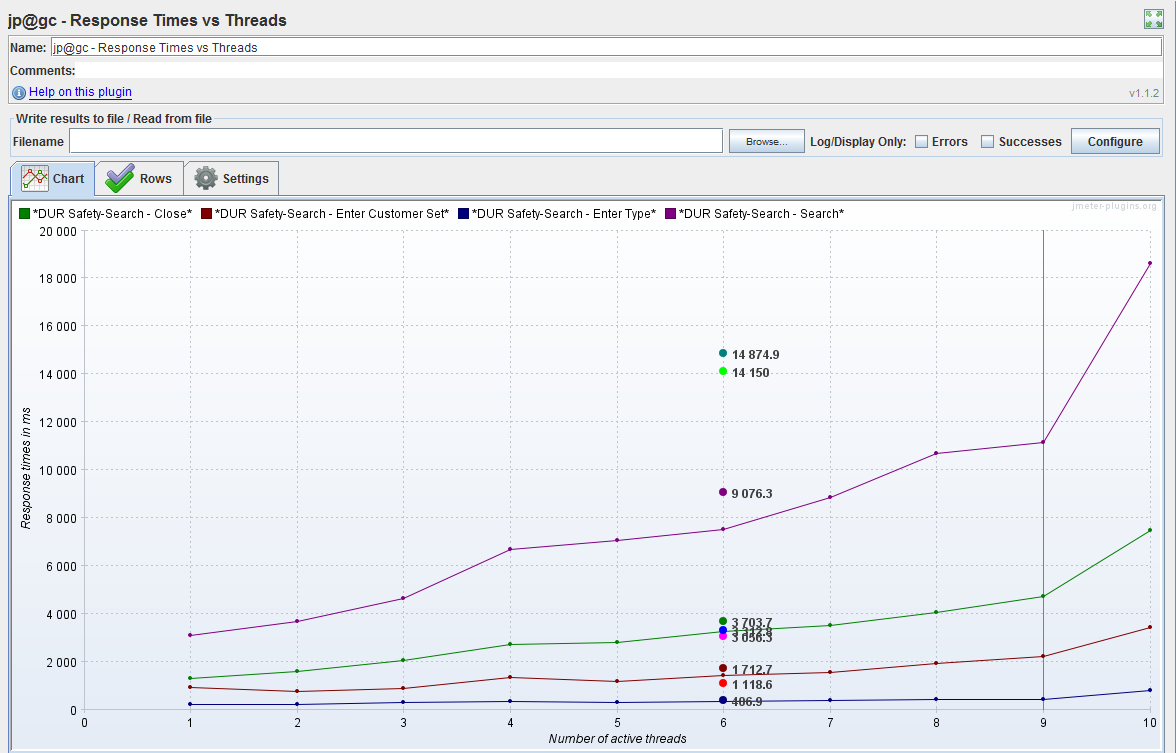 jp@gc - Response Times vs Threads
Name: jp@gc - Response Times vs Threads
Comments:
Help on this plugin
v1.1.2
Write results to file / Read from file
Filename
Browse...
Log/Display Only:
Errors
Successes
Configure
Chart
Rows
Settings
*DUR Safety-Search - Close* *DUR Safety-Search - Enter Customer Set* *DUR Safety-Search - Enter Type* *DUR Safety-Search - Search*
jmeter-plugins.org
20 000
18 000
16 000
14 874.9
14 000
14 150
12 000
10 000
9 076.3
8 000
6 000
4 000
3 703.7
3 056.3
2 000
1 712.7
1 118.6
406.9
0
Response times in ms
0 1 2 3 4 5 6 7 8 9 10
Number of active threads